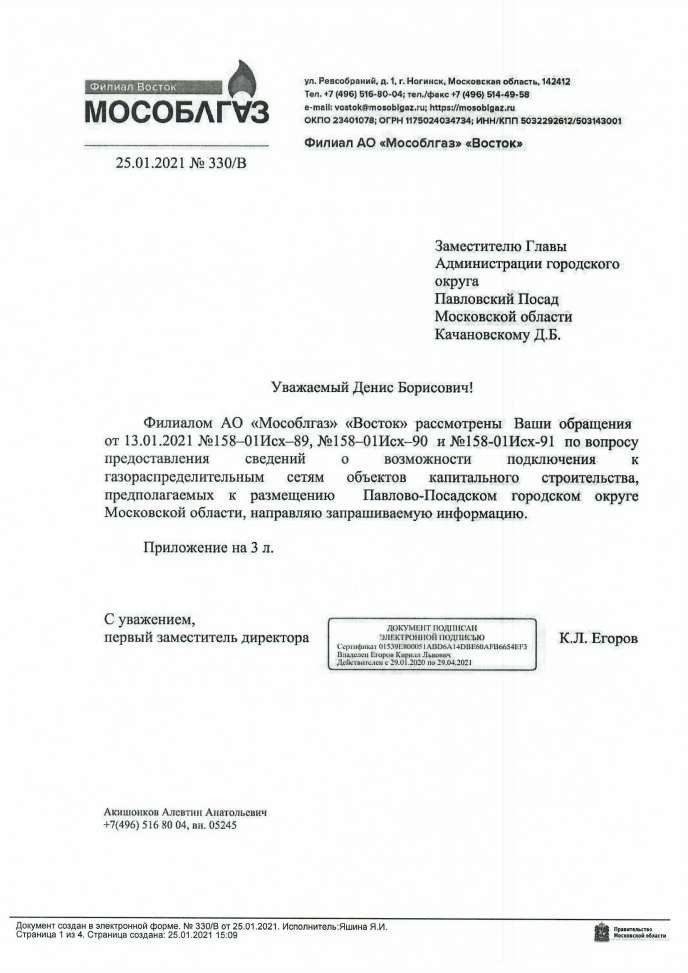 Филиал Восток
МОСОБЛГАЗ
ул. Ревсобраний, д. 1, г. Ногинск, Московская область, 142412
Тел. +7 (496) 516-80-04; тел./факс +7 (496) 514-49-58
e-mail: vostok@mosoblgaz.ru; https://mosoblgaz.ru
ОКПО 23401078; ОГРН 1175024034734; ИНН/КПП 5032292612/503143001
Филиал АО «Мособлгаз» «Восток»
25.01.2021 № 330/В
Заместителю Главы
Администрации городского
округа
Павловский Посад
Московской области
Качановскому Д.Б.
Уважаемый Денис Борисович!
Филиалом АО «Мособлгаз» «Восток» рассмотрены Ваши обращения
от 13.01.2021 №158–01Исх–89, №158–01Исх–90 и №158-01Исх-91 по вопросу
предоставления сведений о возможности подключения к
газораспределительным сетям объектов капитального строительства,
предполагаемых к размещению Павлово-Посадском городском округе
Московской области, направляю запрашиваемую информацию.
Приложение на 3 л.
С уважением,
первый заместитель директора
ДОКУМЕНТ ПОДПИСАН
ЭЛЕКТРОННОЙ ПОДПИСЬЮ
Сертификат 01539E800051ABD6A14DBE60AFB6654EF3
Владелец Егоров Кирилл Львович
Действителен с 29.01.2020 по 29.04.2021
К.Л. Егоров
Акишонков Алевтин Анатольевич
+7(496) 516 80 04, вн. 05245
Документ создан в электронной форме. № 330/В от 25.01.2021. Исполнитель:Яшина Я.И.
Страница 1 из 4. Страница создана: 25.01.2021 15:09
Правительство
Московской области